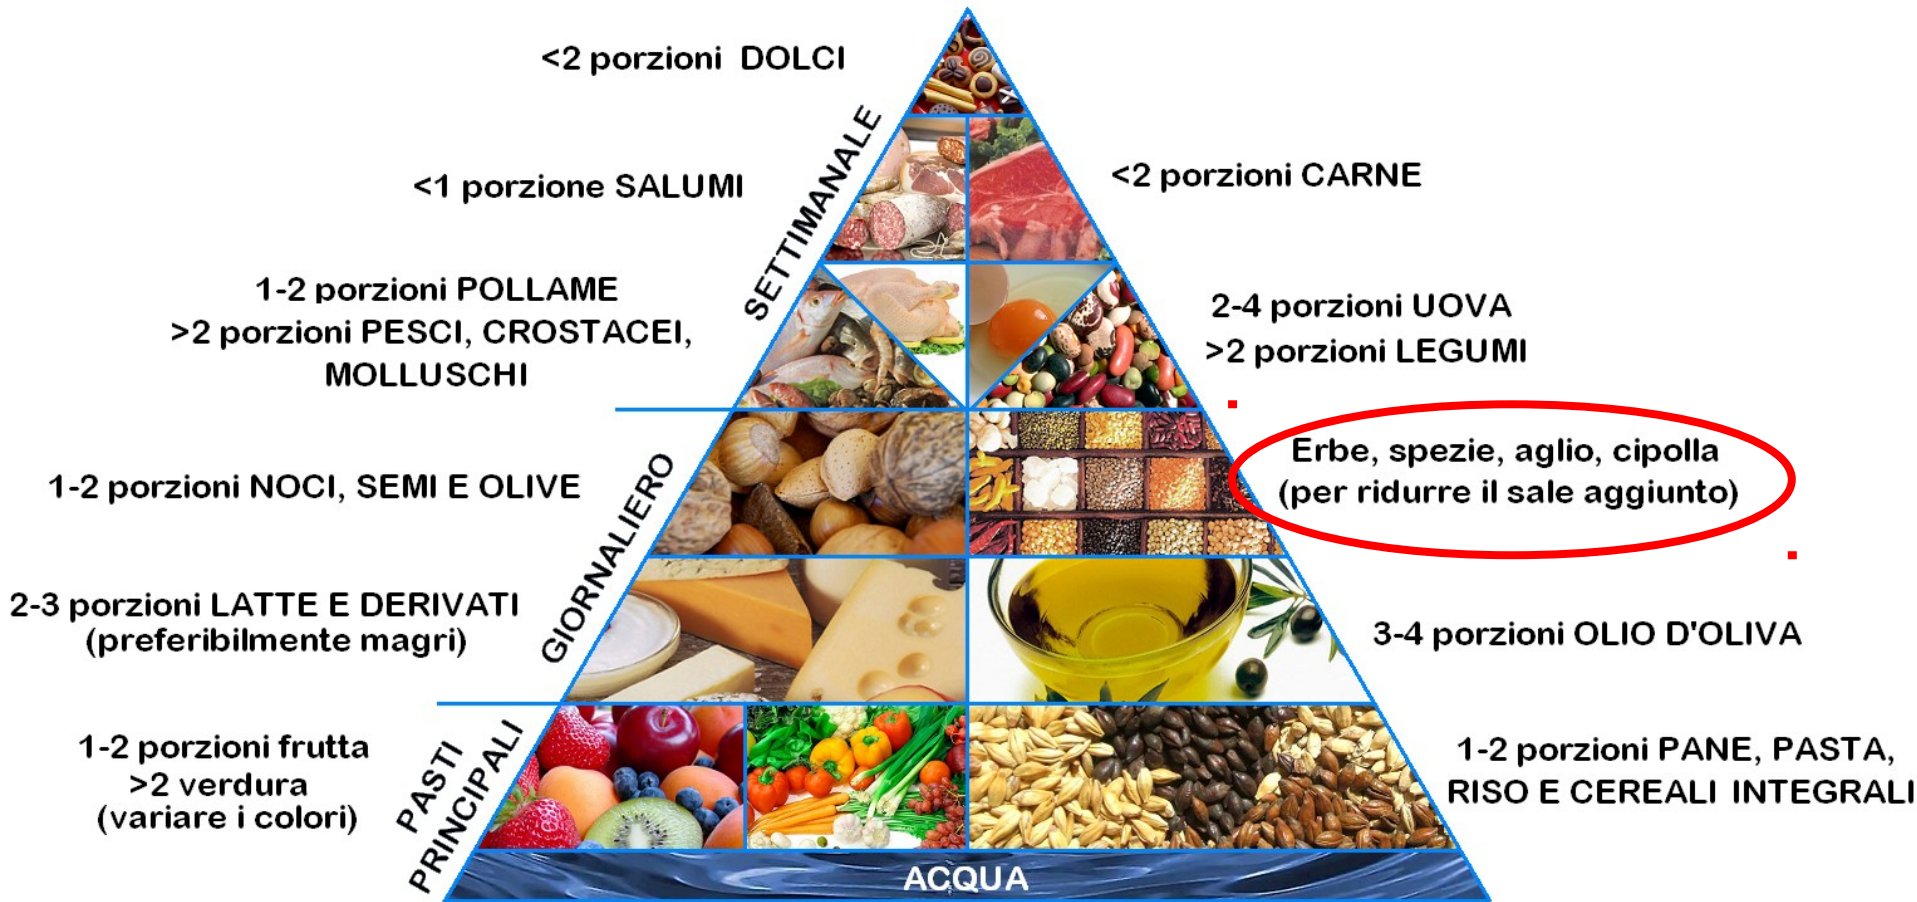 <2 porzioni DOLCI
SETTIMANALE
<1 porzione SALUMI
<2 porzioni CARNE
1-2 porzioni POLLAME
>2 porzioni PESCI, CROSTACEI,
MOLLUSCHI
2-4 porzioni UOVA
>2 porzioni LEGUMI
GIORNALIERO
1-2 porzioni NOCI, SEMI E OLIVE
Erbe, spezie, aglio, cipolla
(per ridurre il sale aggiunto)
2-3 porzioni LATTE E DERIVATI
(preferibilmente magri)
3-4 porzioni OLIO D'OLIVA
PASTI
PRINCIPALI
1-2 porzioni frutta
>2 verdura
(variare i colori)
1-2 porzioni PANE, PASTA,
RISO E CEREALI INTEGRALI
ACQUA